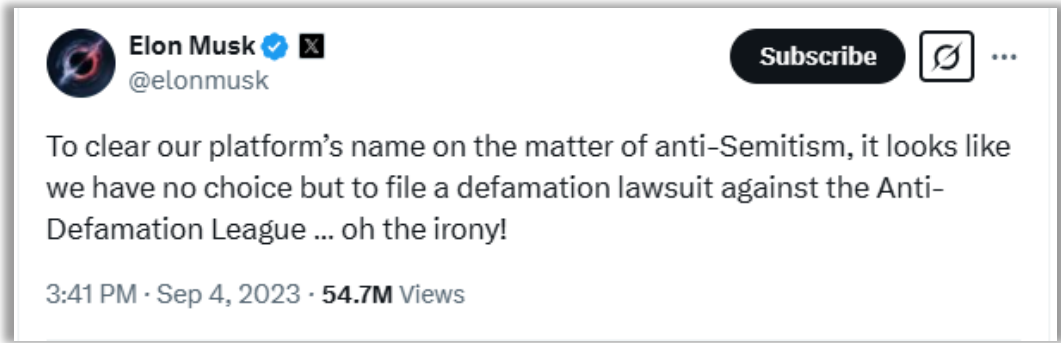 Elon Musk
@elonmusk
Subscribe
To clear our platform’s name on the matter of anti-Semitism, it looks like
we have no choice but to file a defamation lawsuit against the Anti-
Defamation League ... oh the irony!
3:41 PM · Sep 4, 2023 · 54.7M Views